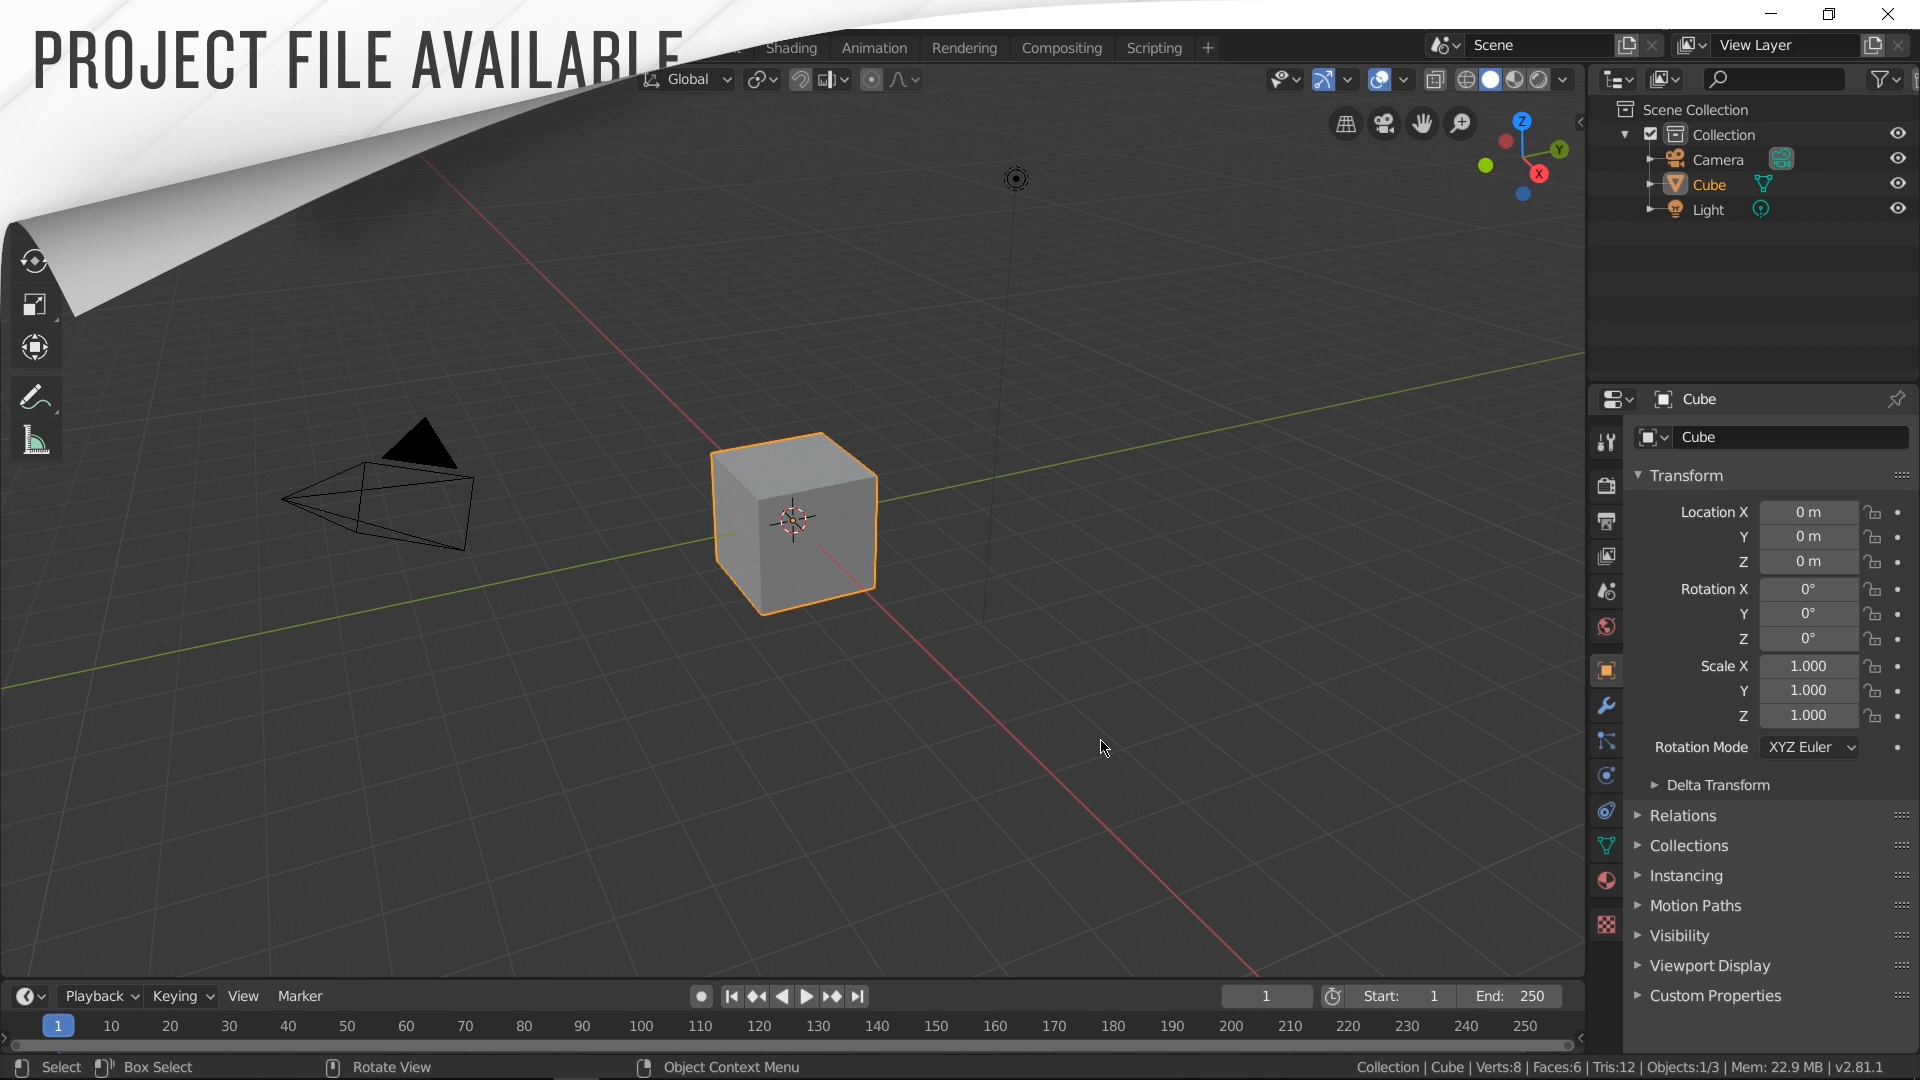 PROJECT FILE AVAILABLE
Shading Animation Rendering Compositing Scripting +
Scene View Layer
Global
Z
Y
X
Scene Collection
Collection
Camera
Cube
Light
Cube
Cube
Transform
Location X 0 m
Y 0 m
Z 0 m
Rotation X 0°
Y 0°
Z 0°
Scale X 1.000
Y 1.000
Z 1.000
Rotation Mode XYZ Euler
Delta Transform
Relations
Collections
Instancing
Motion Paths
Visibility
Viewport Display
Custom Properties
Playback Keying View Marker 1 Start: 1 End: 250
1 10 20 30 40 50 60 70 80 90 100 110 120 130 140 150 160 170 180 190 200 210 220 230 240 250
Select Box Select Rotate View Object Context Menu Collection | Cube | Verts:8 | Faces:6 | Tris:12 | Objects:1/3 | Mem: 22.9 MB | v2.81.1